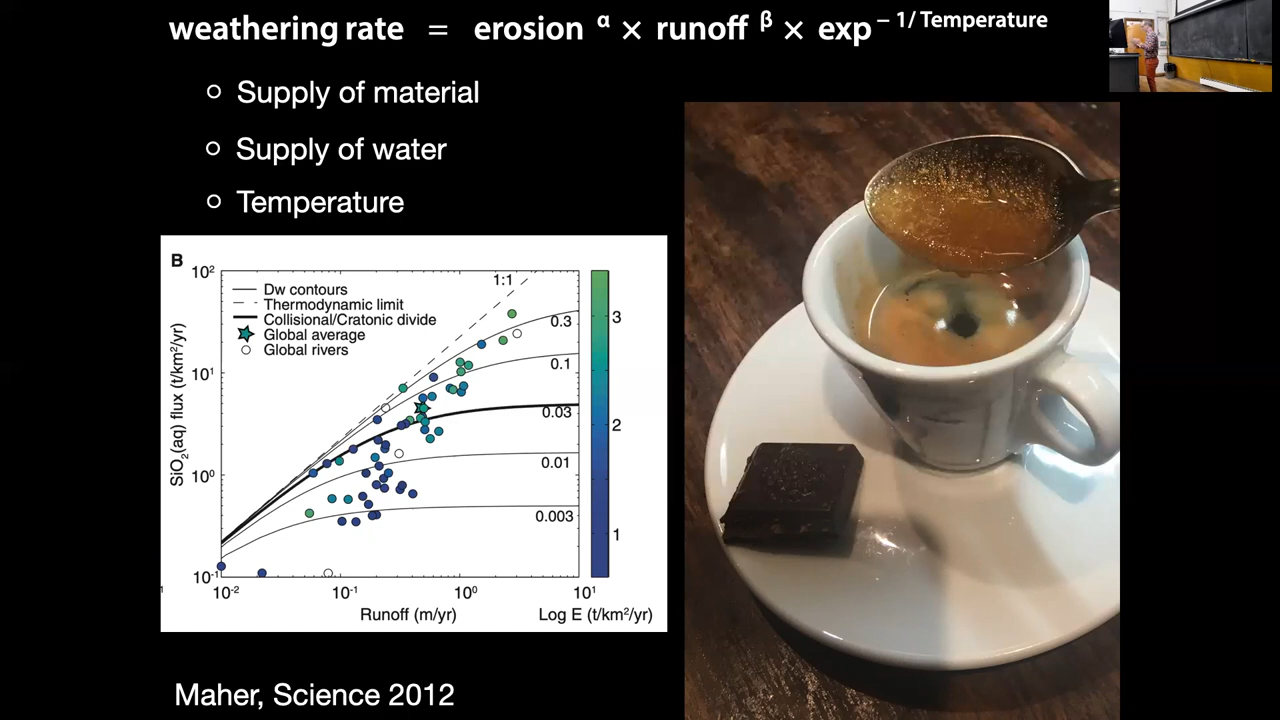 weathering rate = erosion α × runoff β × exp – 1/ Temperature
Supply of material
Supply of water
Temperature
B
10²
10¹
10⁰
10⁻¹
SiO₂(aq) flux (t/km²/yr)
Dw contours
Thermodynamic limit
Collisional/Cratonic divide
Global average
Global rivers
1:1
0.3
0.1
0.03
0.01
0.003
3
2
1
10⁻²
10⁻¹
10⁰
10¹
Runoff (m/yr)
Log E (t/km²/yr)
Maher, Science 2012